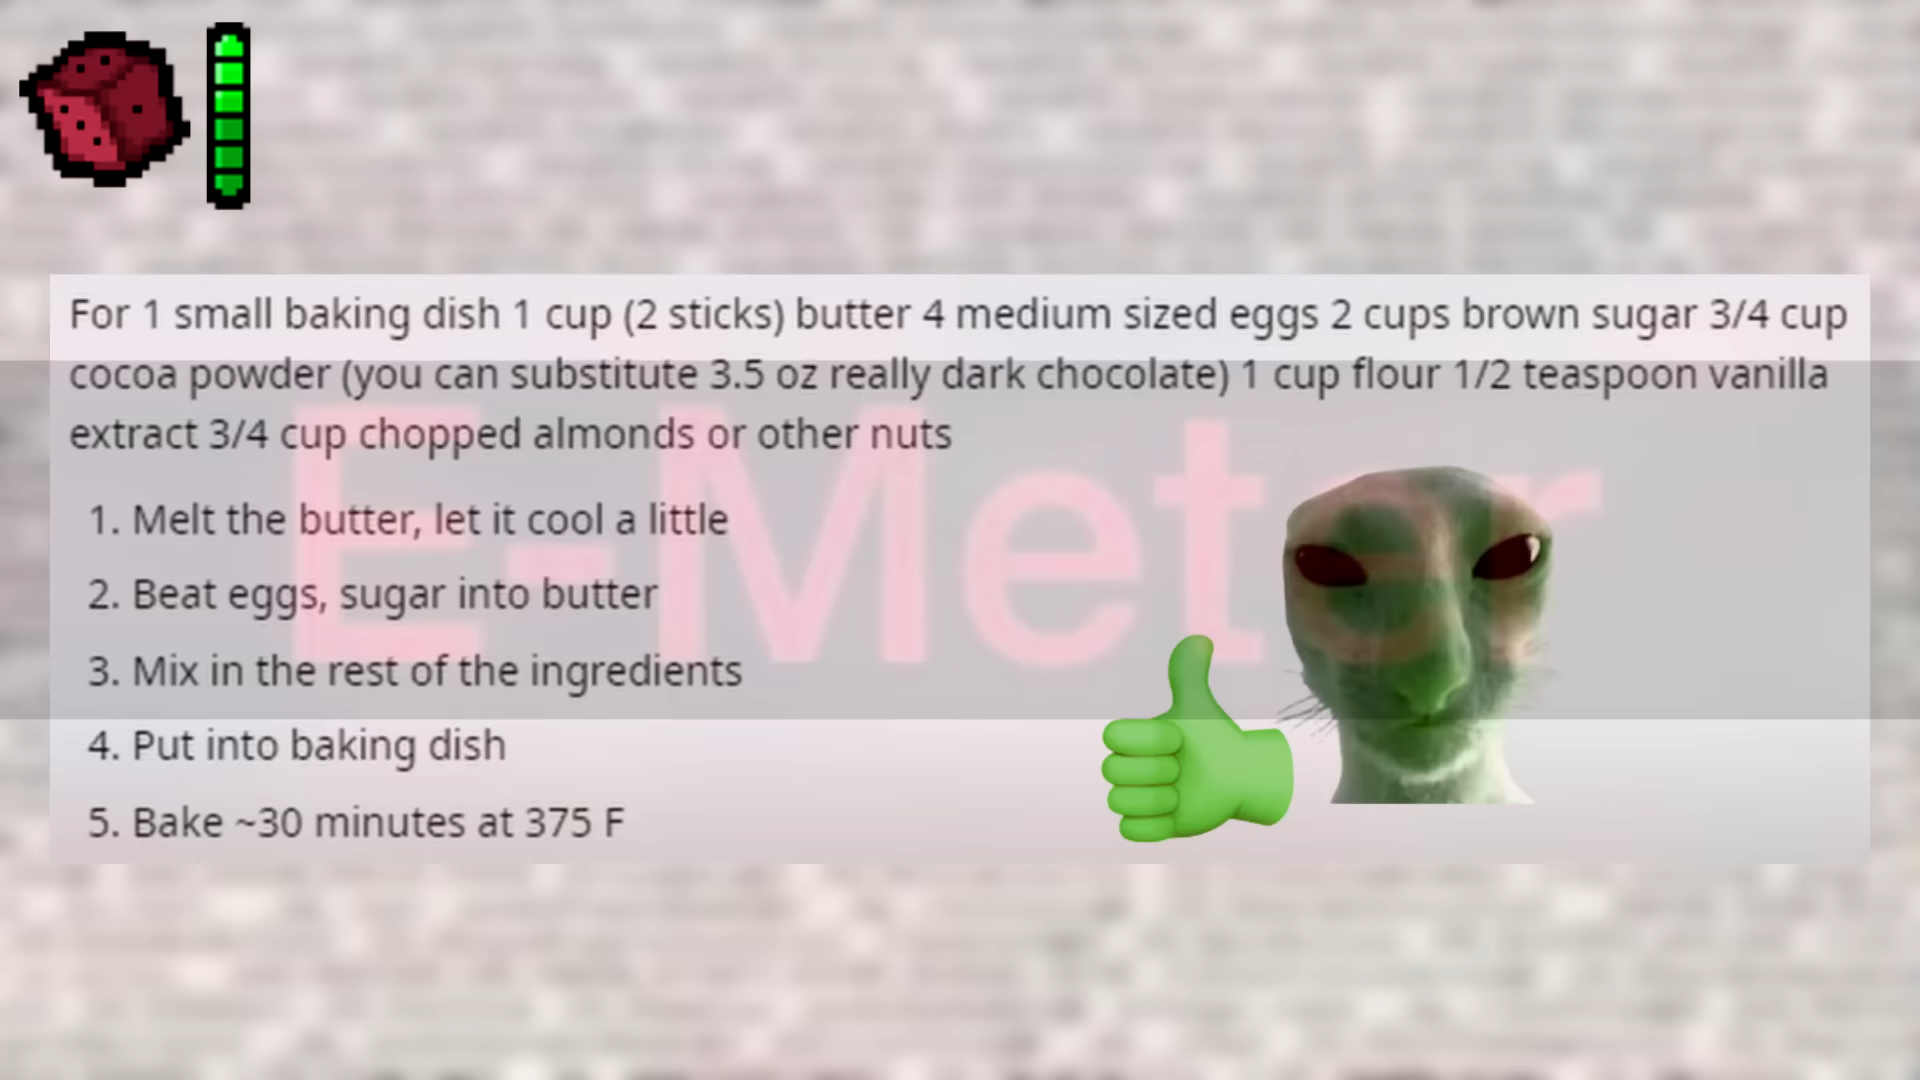 For 1 small baking dish 1 cup (2 sticks) butter 4 medium sized eggs 2 cups brown sugar 3/4 cup
cocoa powder (you can substitute 3.5 oz really dark chocolate) 1 cup flour 1/2 teaspoon vanilla
extract 3/4 cup chopped almonds or other nuts
E-Meter
1. Melt the butter, let it cool a little
2. Beat eggs, sugar into butter
3. Mix in the rest of the ingredients
4. Put into baking dish
5. Bake ~30 minutes at 375 F